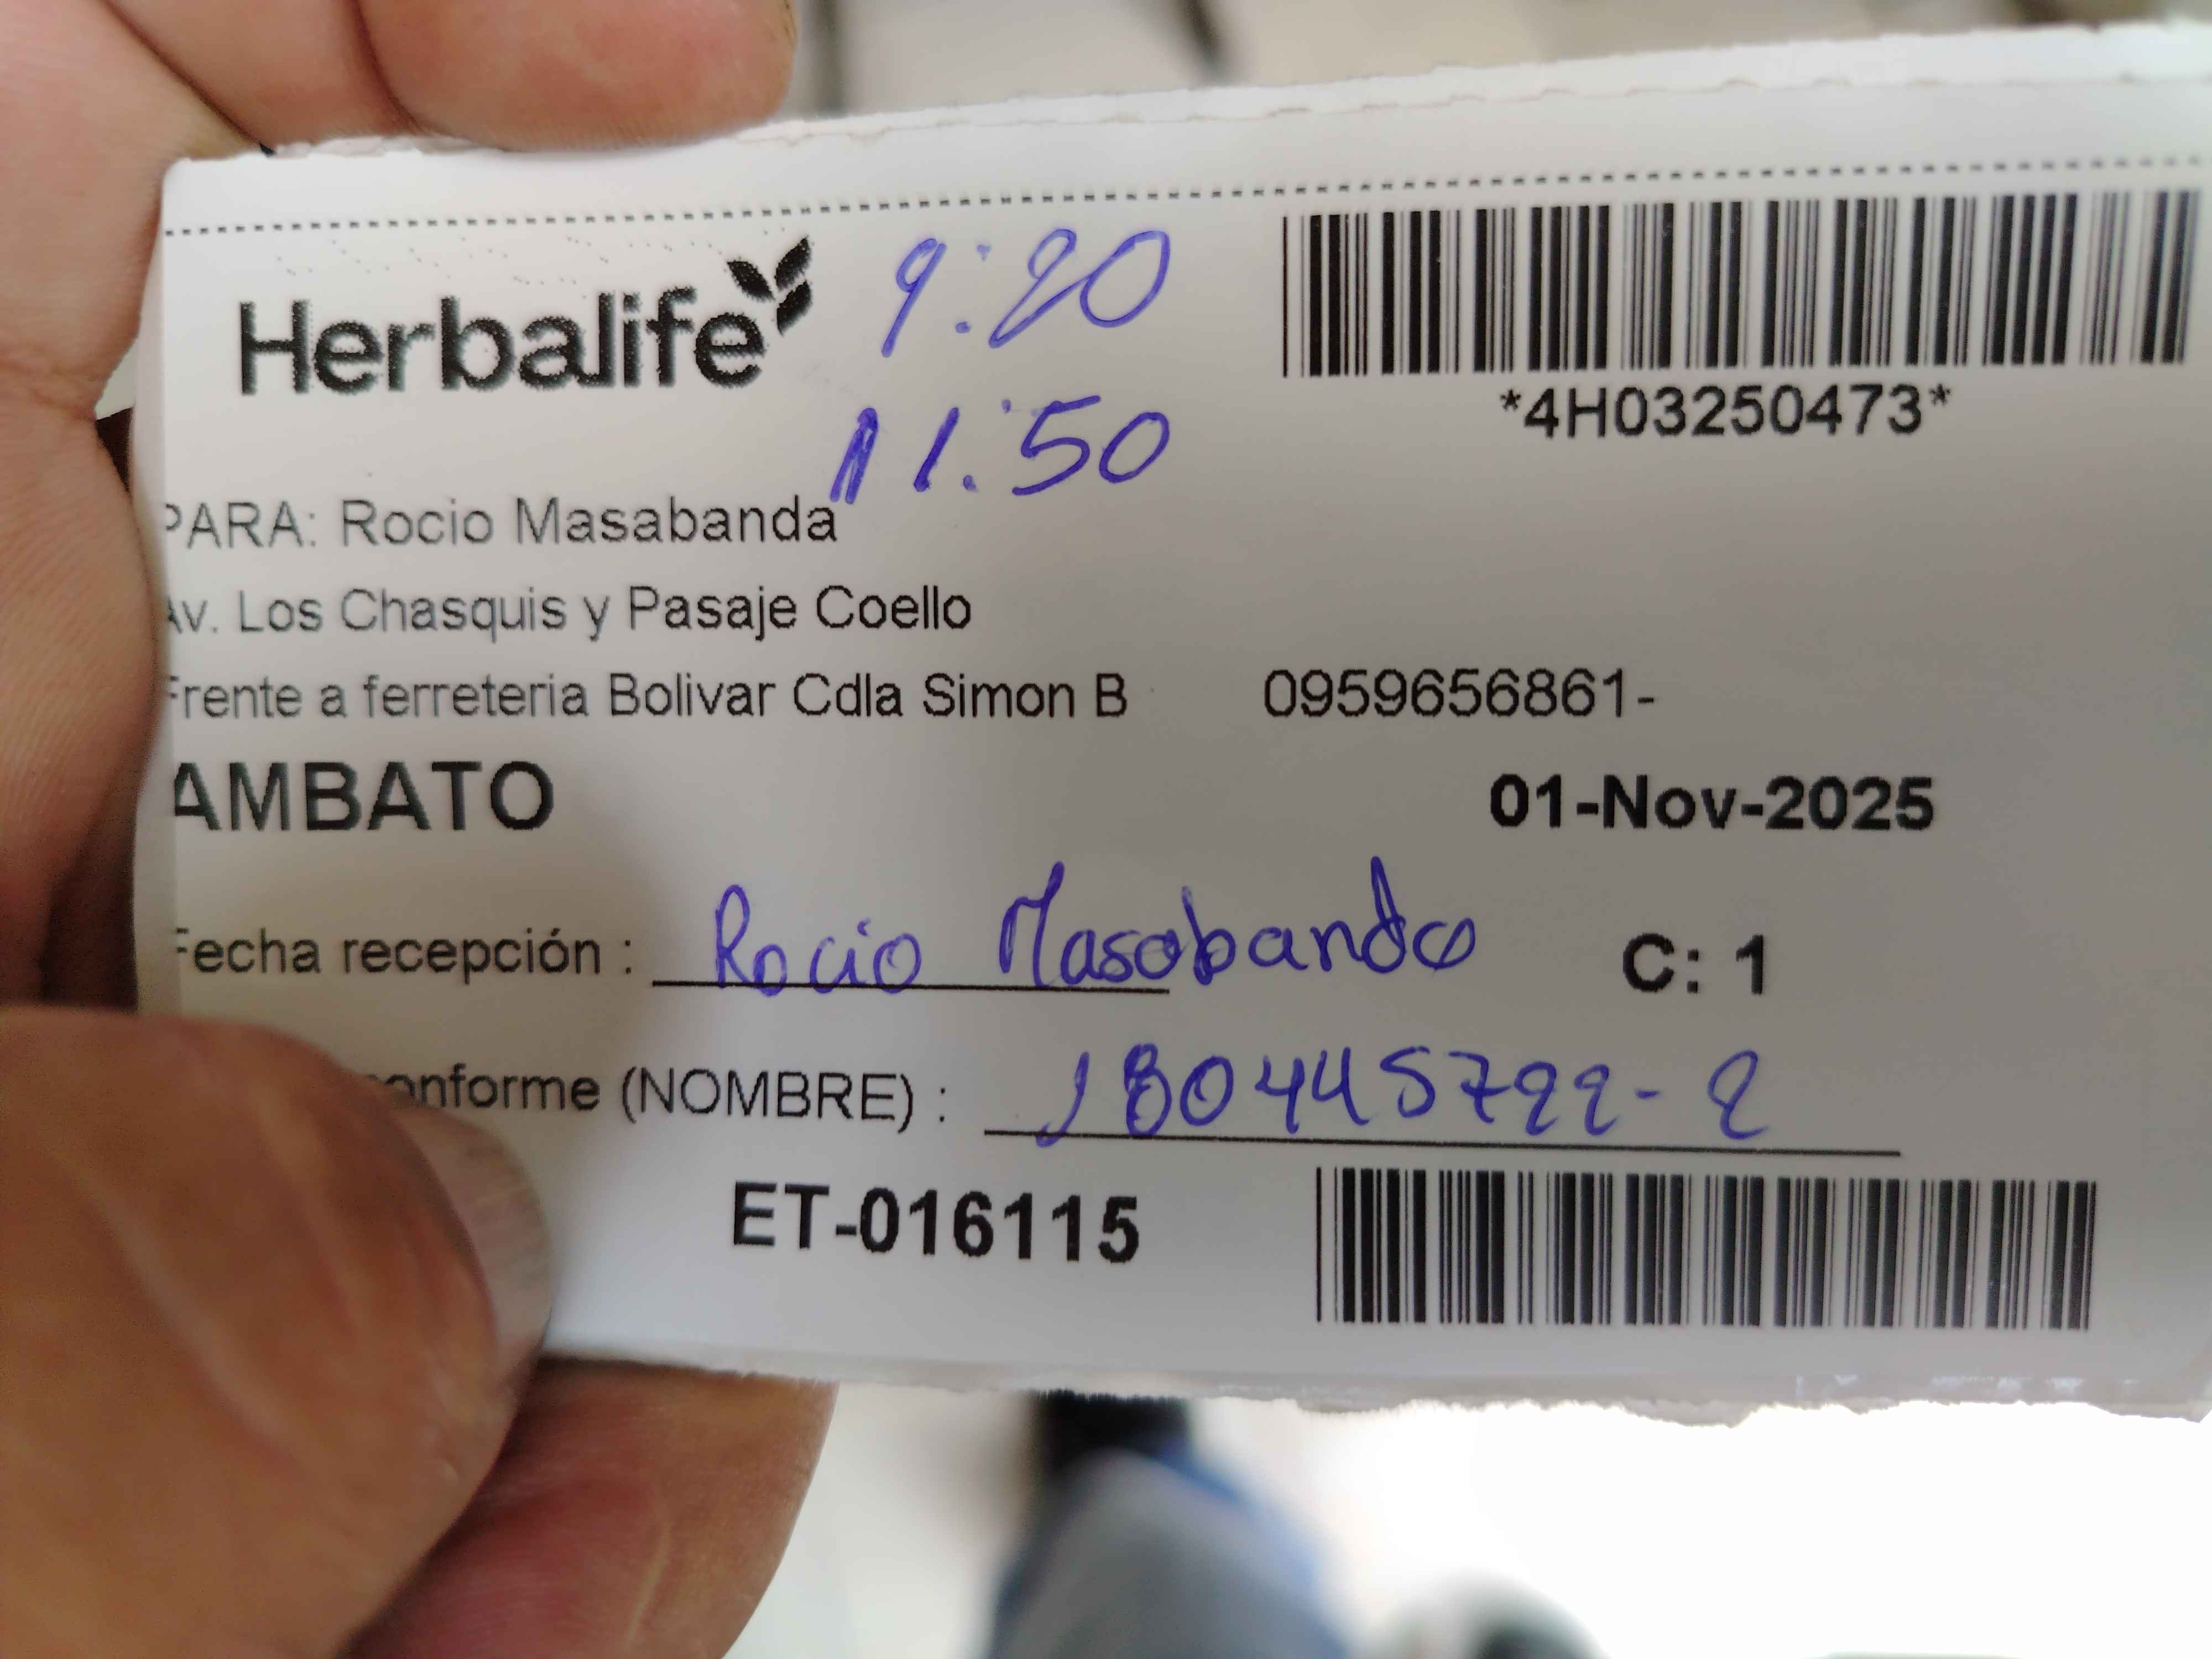 Herbalife
9:20
11:50
*4H03250473*
PARA: Rocio Masabanda
Av. Los Chasquis y Pasaje Coello
Frente a ferreteria Bolivar Cdla Simon B 0959656861-
AMBATO 01-Nov-2025
Fecha recepción : Rocio Masabanda C: 1
conforme (NOMBRE) : 180445722-2
ET-016115